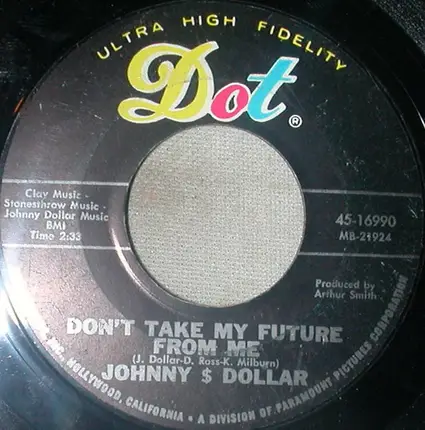 ULTRA HIGH FIDELITY
Dot®
Clay Music -
Stonesthrow Music -
Johnny Dollar Music
BMI
Time 2:33
45-16990
MB-21924
Produced by
Arthur Smith
DON'T TAKE MY FUTURE
FROM ME
(J. Dollar-D. Ross-K. Milburn)
JOHNNY $ DOLLAR
INC., HOLLYWOOD, CALIFORNIA • A DIVISION OF PARAMOUNT PICTURES CORPORATION